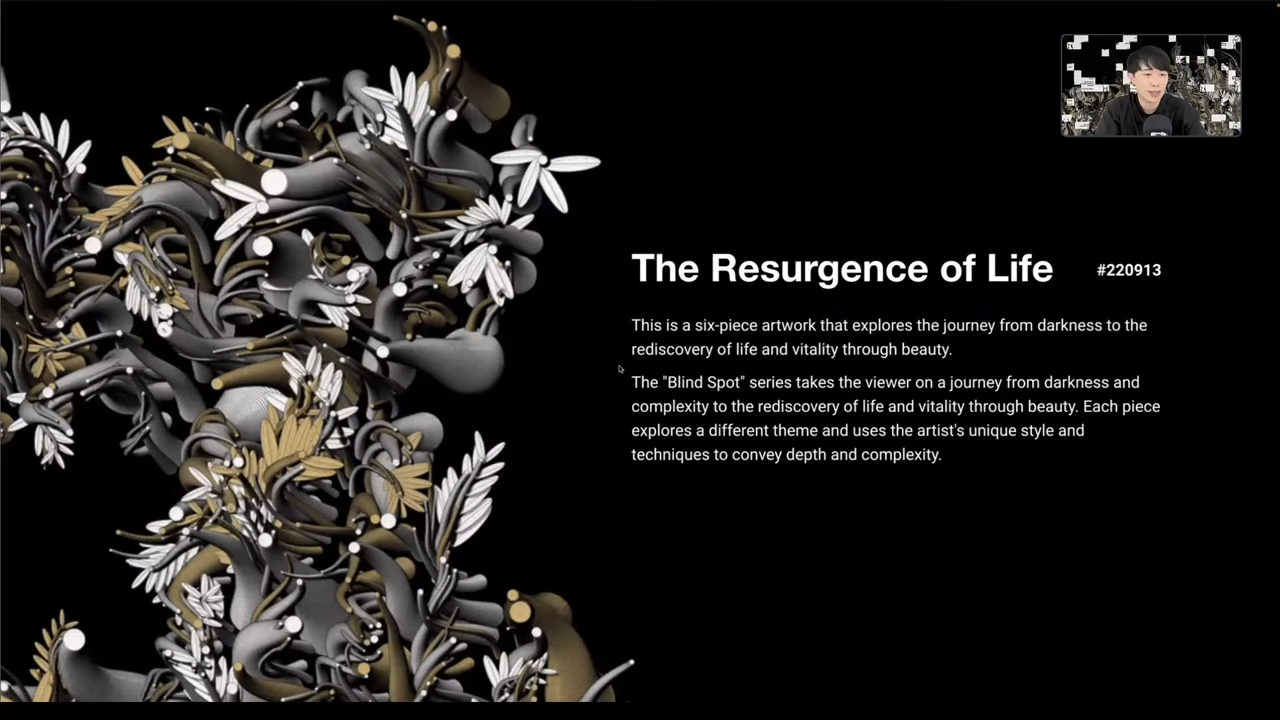 The Resurgence of Life #220913
This is a six-piece artwork that explores the journey from darkness to the
rediscovery of life and vitality through beauty.
The "Blind Spot" series takes the viewer on a journey from darkness and
complexity to the rediscovery of life and vitality through beauty. Each piece
explores a different theme and uses the artist's unique style and
techniques to convey depth and complexity.